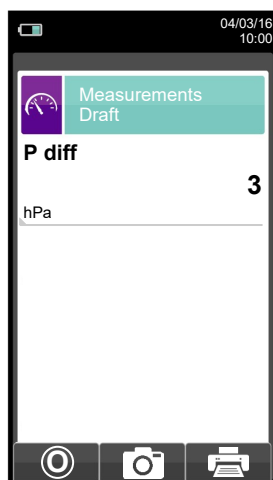 04/03/16
10:00
Measurements
Draft
P diff
3
hPa
O